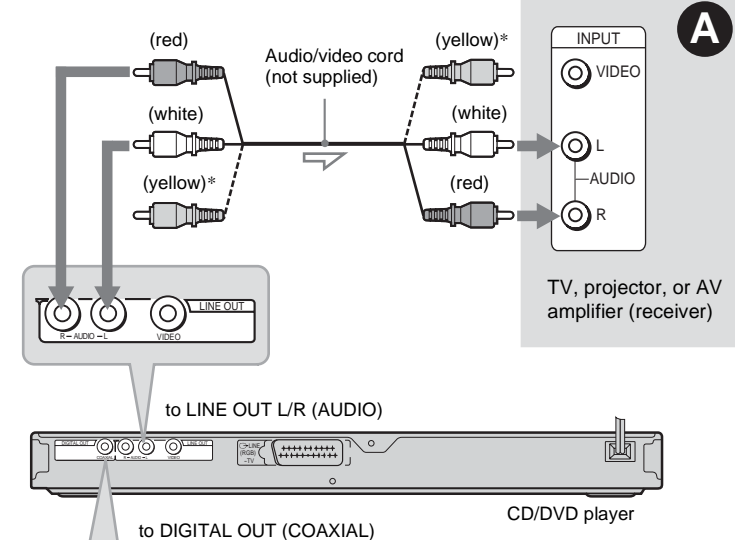 A
(red)
Audio/video cord
(not supplied)
(yellow)*
INPUT
VIDEO
(white)
(white)
L
AUDIO
(yellow)*
(red)
R
TV, projector, or AV
amplifier (receiver)
LINE OUT
R – AUDIO – L
VIDEO
to LINE OUT L/R (AUDIO)
DIGITAL OUT
LINE OUT
COAXIAL
R – AUDIO – L
VIDEO
LINE
(RGB)
–TV
CD/DVD player
to DIGITAL OUT (COAXIAL)